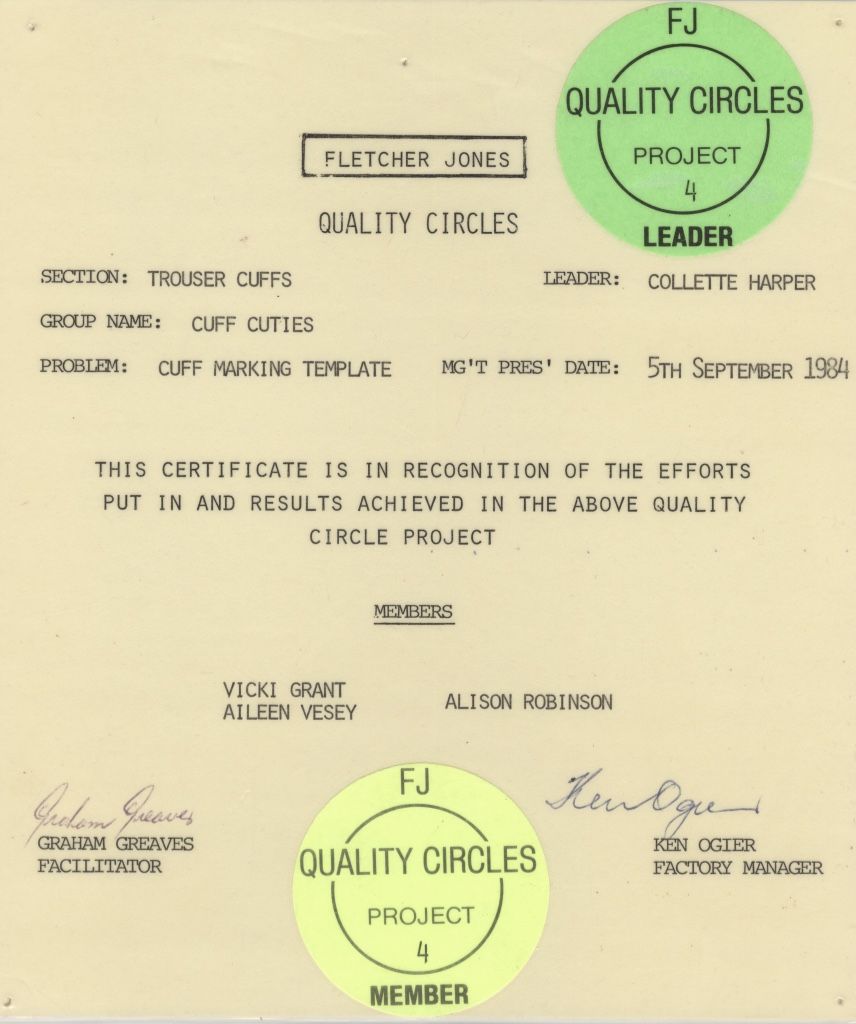 FJ
QUALITY CIRCLES
PROJECT
4
LEADER
FLETCHER JONES
QUALITY CIRCLES
SECTION: TROUSER CUFFS LEADER: COLLETTE HARPER
GROUP NAME: CUFF CUTIES
PROBLEM: CUFF MARKING TEMPLATE MG'T PRES' DATE: 5TH SEPTEMBER 1984
THIS CERTIFICATE IS IN RECOGNITION OF THE EFFORTS
PUT IN AND RESULTS ACHIEVED IN THE ABOVE QUALITY
CIRCLE PROJECT
MEMBERS
VICKI GRANT
AILEEN VESEY
ALISON ROBINSON
Graham Greaves
GRAHAM GREAVES
FACILITATOR
Ken Ogier
KEN OGIER
FACTORY MANAGER
FJ
QUALITY CIRCLES
PROJECT
4
MEMBER